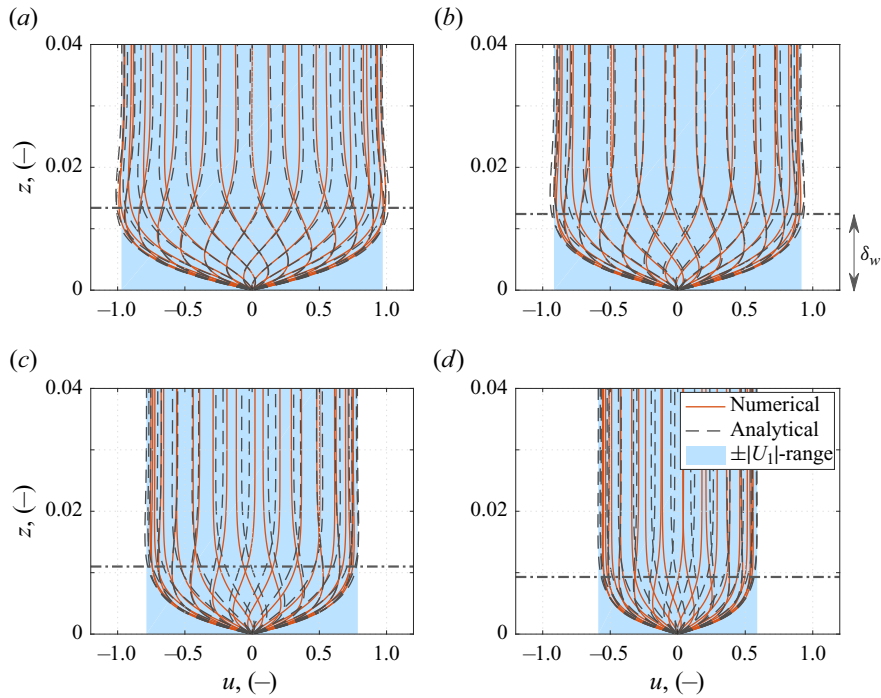 (a)
(b)
0.04
0.02
0
z, (–)
–1.0 –0.5 0 0.5 1.0
0.04
0.02
0
z, (–)
–1.0 –0.5 0 0.5 1.0
δw
(c)
(d)
0.04
0.02
0
z, (–)
–1.0 –0.5 0 0.5 1.0
u, (–)
0.04
0.02
0
z, (–)
Numerical
Analytical
±|U1|-range
–1.0 –0.5 0 0.5 1.0
u, (–)